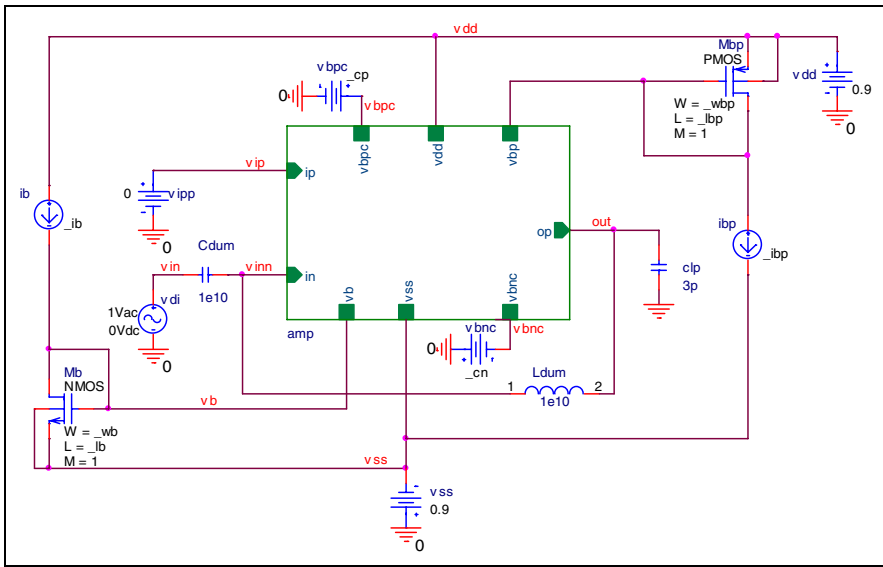 vdd
Mbp
PMOS
vbpc
_cp
0
vbpc
vdd
0.9
0
W = _wbp
L = _lbp
M = 1
vbpc
vdd
vbp
ib
_ib
vip
ip
0
vipp
0
Cdum
vin
vinn
in
1e10
vdi
1Vac
0Vdc
0
op
out
clp
3p
ibp
_ibp
vb
vss
vbnc
amp
vbnc
vbnc
0
_cn
Ldum
1
2
1e10
Mb
NMOS
W = _wb
L = _lb
M = 1
vb
vss
vss
0.9
0